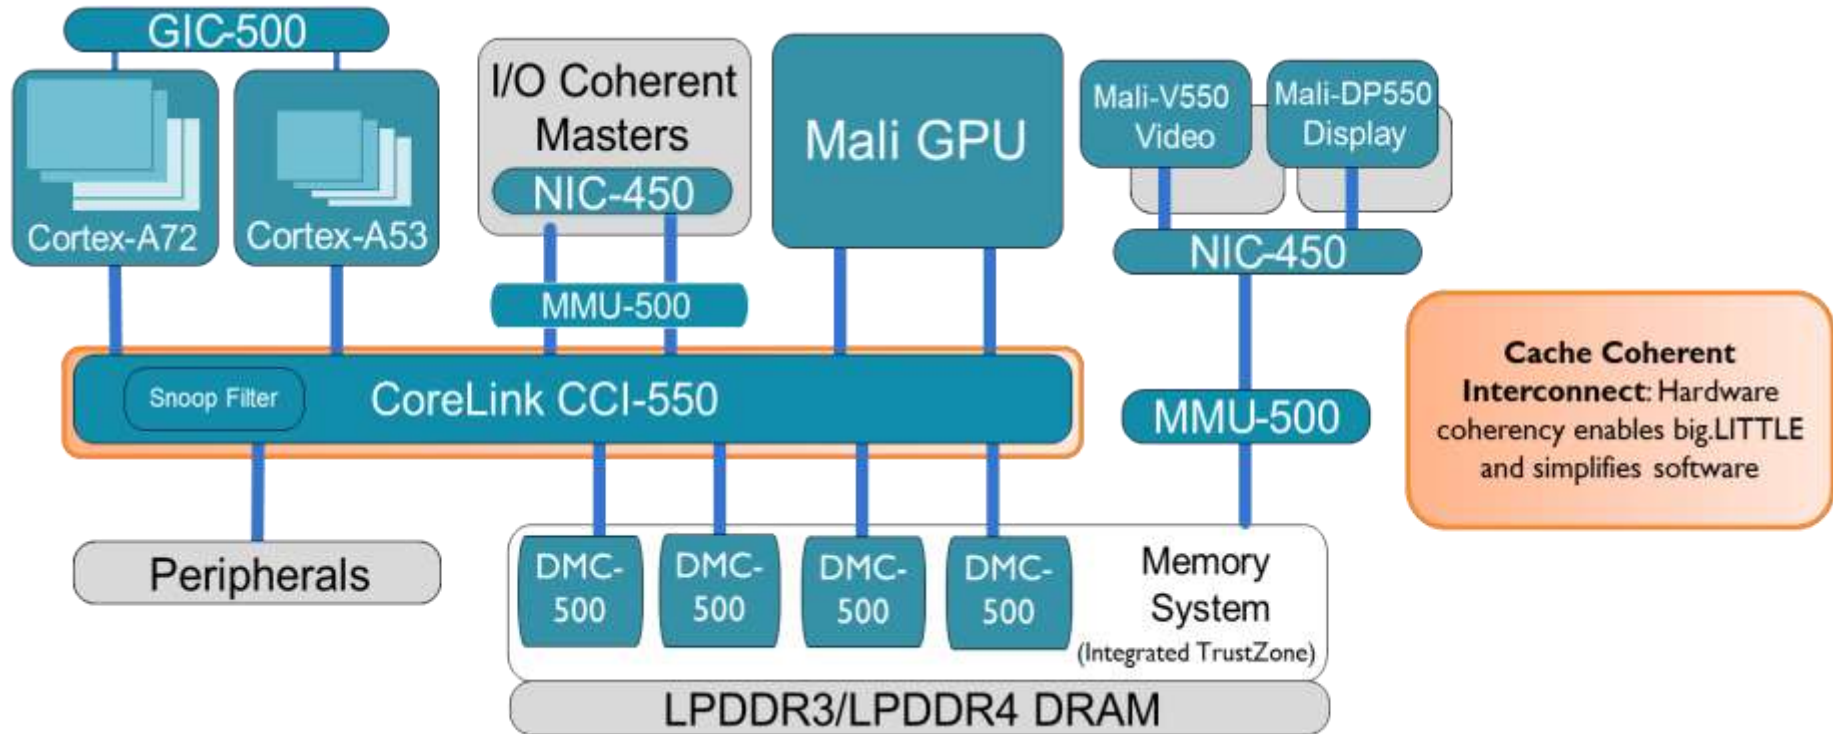 GIC-500
Cortex-A72
Cortex-A53
I/O Coherent
Masters
NIC-450
MMU-500
Mali GPU
Mali-V550
Video
Mali-DP550
Display
NIC-450
MMU-500
Snoop Filter
CoreLink CCI-550
Cache Coherent
Interconnect: Hardware
coherency enables big.LITTLE
and simplifies software
Peripherals
DMC-
500
DMC-
500
DMC-
500
DMC-
500
Memory
System
(Integrated TrustZone)
LPDDR3/LPDDR4 DRAM